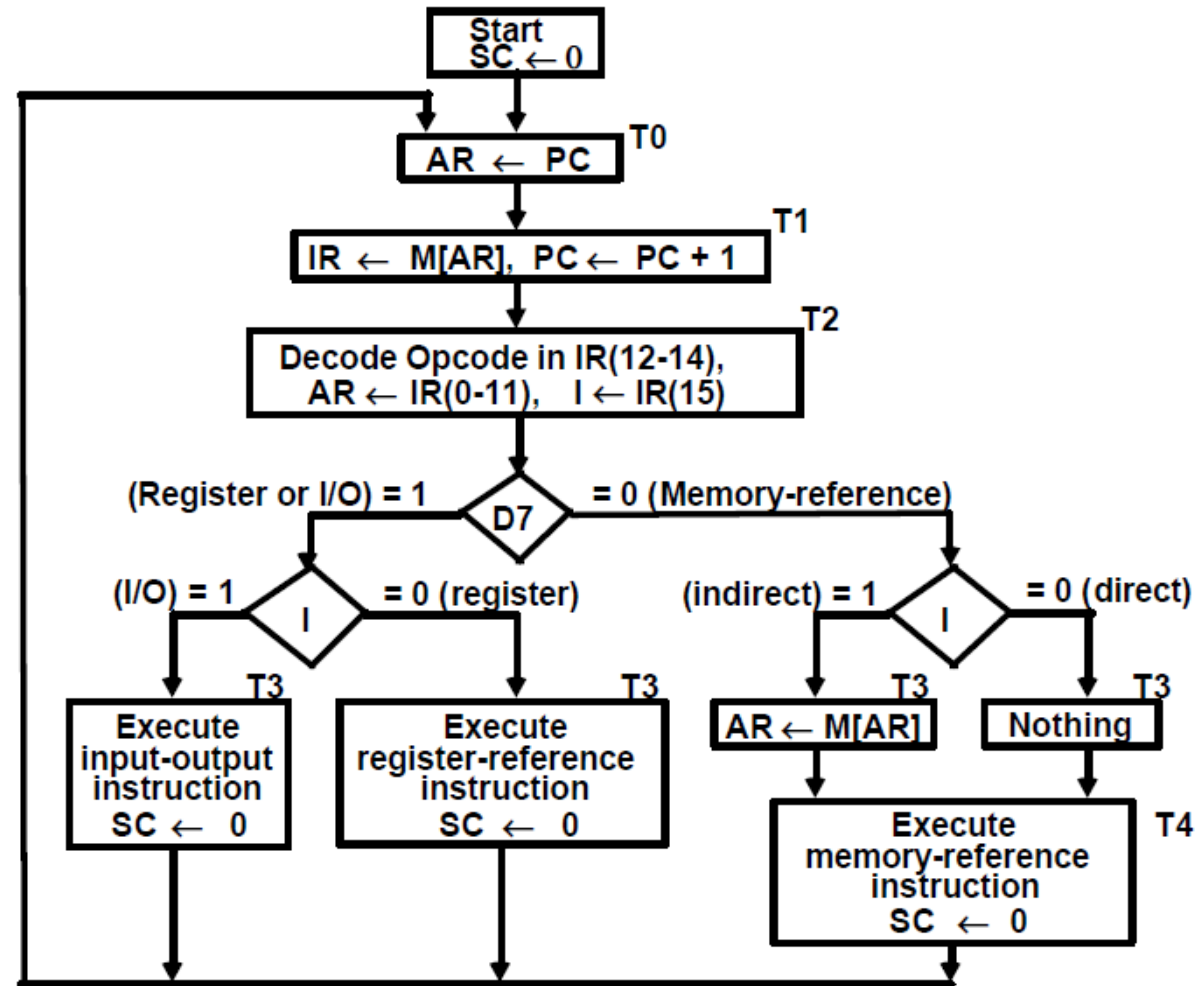 Start
SC ← 0
T0
AR ← PC
T1
IR ← M[AR], PC ← PC + 1
T2
Decode Opcode in IR(12-14),
AR ← IR(0-11), I ← IR(15)
(Register or I/O) = 1
D7
= 0 (Memory-reference)
(I/O) = 1
I
= 0 (register)
(indirect) = 1
I
= 0 (direct)
T3
Execute
input-output
instruction
SC ← 0
T3
Execute
register-reference
instruction
SC ← 0
T3
AR ← M[AR]
T3
Nothing
Execute
memory-reference
instruction
SC ← 0
T4